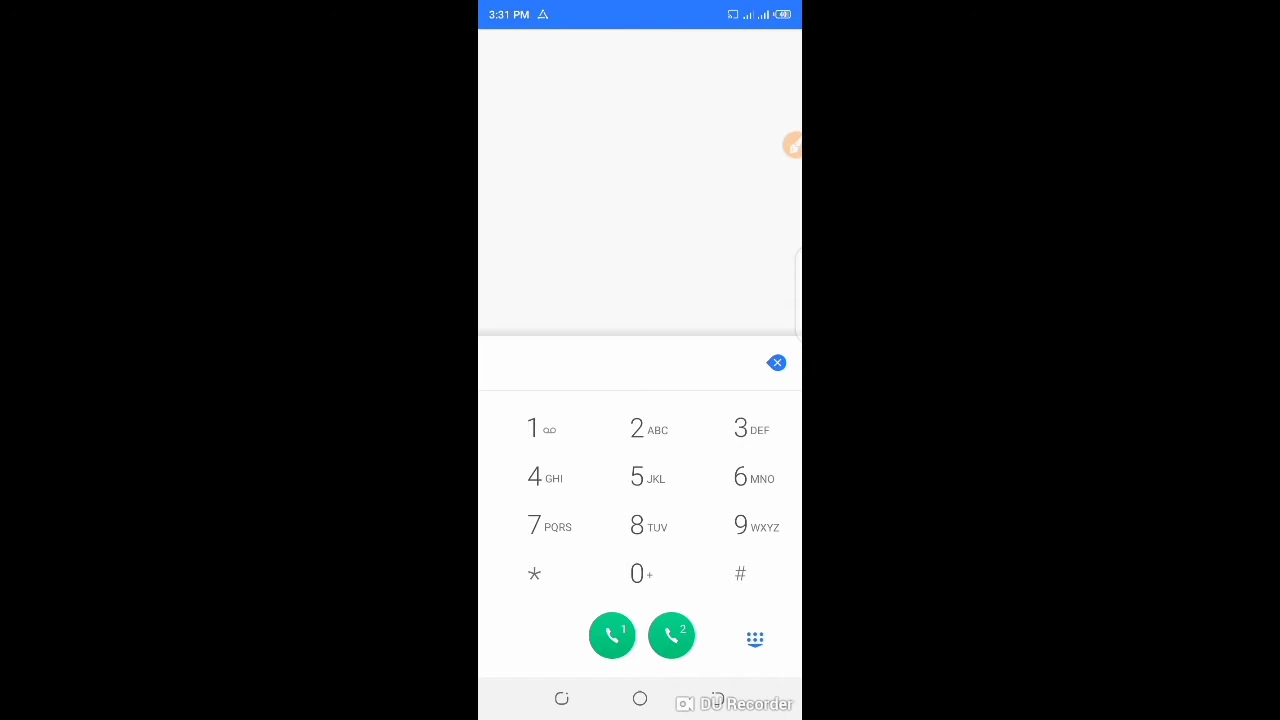 3:31 PM 40
1 2 ABC 3 DEF
4 GHI 5 JKL 6 MNO
7 PQRS 8 TUV 9 WXYZ
* 0 + #
1 2
DU Recorder